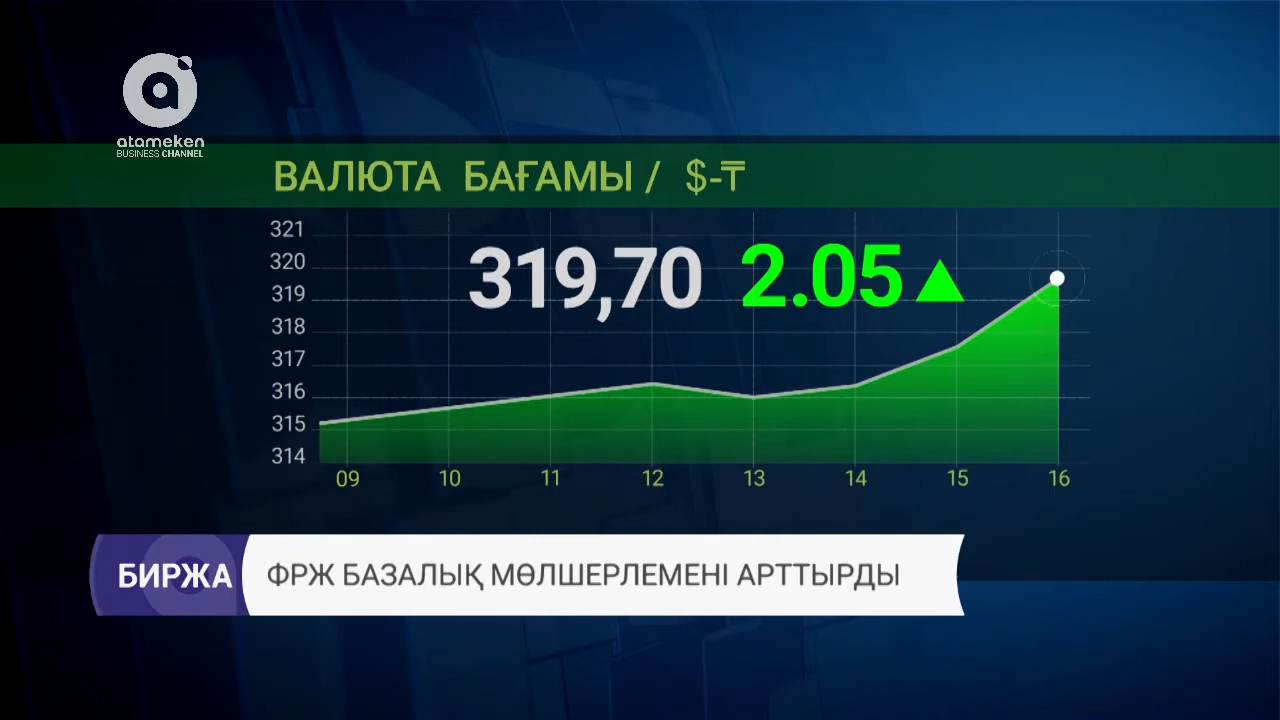 atameken
BUSINESS CHANNEL
ВАЛЮТА БАҒАМЫ / $-₸
321
320
319
318
317
316
315
314
319,70 2.05
09 10 11 12 13 14 15 16
БИРЖА
ФРЖ БАЗАЛЫҚ МӨЛШЕРЛЕМЕНІ АРТТЫРДЫ